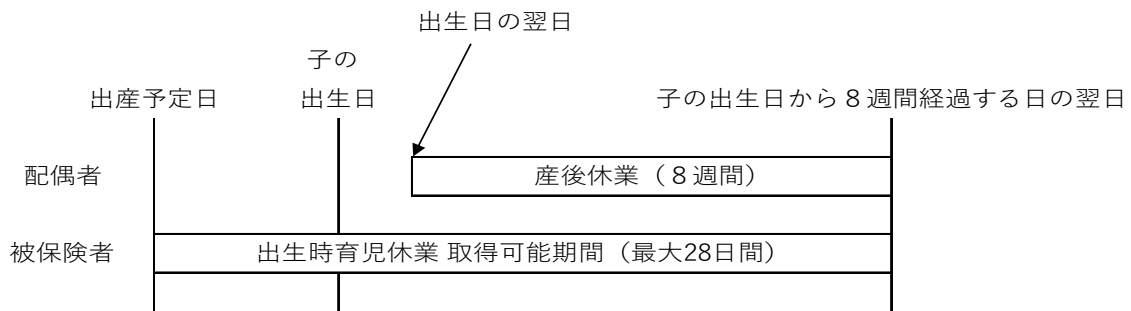 出生日の翌日
子の
出生日
出産予定日
子の出生日から８週間経過する日の翌日
配偶者
産後休業（８週間）
被保険者
出生時育児休業 取得可能期間（最大28日間）